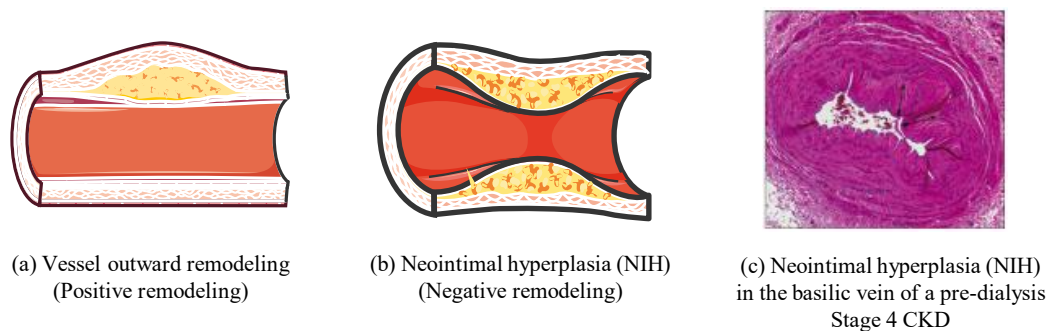 (a) Vessel outward remodeling
(Positive remodeling)
(b) Neointimal hyperplasia (NIH)
(Negative remodeling)
(c) Neointimal hyperplasia (NIH)
in the basilic vein of a pre-dialysis
Stage 4 CKD